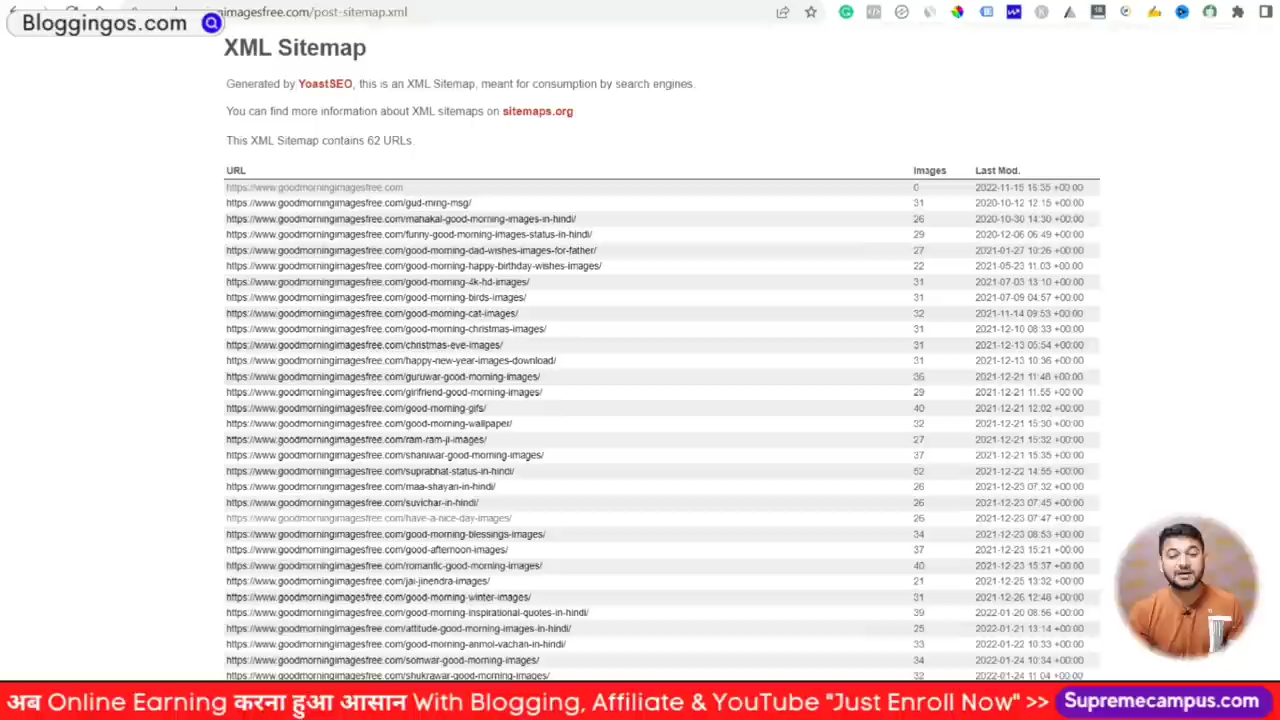 Bloggingos.com
ingimagesfree.com/post-sitemap.xml
XML Sitemap
Generated by YoastSEO, this is an XML Sitemap, meant for consumption by search engines.
You can find more information about XML sitemaps on sitemaps.org
This XML Sitemap contains 62 URLs.
URL Images Last Mod.
https://www.goodmorningimagesfree.com 0 2022-11-15 16:35 +00:00
https://www.goodmorningimagesfree.com/gud-mrng-msg/ 31 2020-10-12 12:15 +00:00
https://www.goodmorningimagesfree.com/mahakal-good-morning-images-in-hindi/ 26 2020-10-30 14:30 +00:00
https://www.goodmorningimagesfree.com/funny-good-morning-images-status-in-hindi/ 29 2020-12-06 06:49 +00:00
https://www.goodmorningimagesfree.com/good-morning-dad-wishes-images-for-father/ 27 2021-01-27 10:26 +00:00
https://www.goodmorningimagesfree.com/good-morning-happy-birthday-wishes-images/ 22 2021-05-23 11:03 +00:00
https://www.goodmorningimagesfree.com/good-morning-4k-hd-images/ 31 2021-07-03 13:10 +00:00
https://www.goodmorningimagesfree.com/good-morning-birds-images/ 31 2021-07-09 04:57 +00:00
https://www.goodmorningimagesfree.com/good-morning-cat-images/ 32 2021-11-14 09:53 +00:00
https://www.goodmorningimagesfree.com/good-morning-christmas-images/ 31 2021-12-10 08:33 +00:00
https://www.goodmorningimagesfree.com/christmas-eve-images/ 31 2021-12-13 05:54 +00:00
https://www.goodmorningimagesfree.com/happy-new-year-images-download/ 31 2021-12-13 10:36 +00:00
https://www.goodmorningimagesfree.com/guruwar-good-morning-images/ 36 2021-12-21 11:48 +00:00
https://www.goodmorningimagesfree.com/girlfriend-good-morning-images/ 29 2021-12-21 11:55 +00:00
https://www.goodmorningimagesfree.com/good-morning-gifs/ 40 2021-12-21 12:02 +00:00
https://www.goodmorningimagesfree.com/good-morning-wallpaper/ 32 2021-12-21 15:30 +00:00
https://www.goodmorningimagesfree.com/ram-ram-ji-images/ 27 2021-12-21 15:32 +00:00
https://www.goodmorningimagesfree.com/shaniwar-good-morning-images/ 37 2021-12-21 15:35 +00:00
https://www.goodmorningimagesfree.com/suprabhat-status-in-hindi/ 52 2021-12-22 14:55 +00:00
https://www.goodmorningimagesfree.com/maa-shayari-in-hindi/ 26 2021-12-23 07:32 +00:00
https://www.goodmorningimagesfree.com/suvichar-in-hindi/ 26 2021-12-23 07:45 +00:00
https://www.goodmorningimagesfree.com/have-a-nice-day-images/ 26 2021-12-23 07:47 +00:00
https://www.goodmorningimagesfree.com/good-morning-blessings-images/ 34 2021-12-23 08:53 +00:00
https://www.goodmorningimagesfree.com/good-afternoon-images/ 37 2021-12-23 15:21 +00:00
https://www.goodmorningimagesfree.com/romantic-good-morning-images/ 40 2021-12-23 15:37 +00:00
https://www.goodmorningimagesfree.com/jai-jinendra-images/ 21 2021-12-25 13:32 +00:00
https://www.goodmorningimagesfree.com/good-morning-winter-images/ 31 2021-12-26 12:48 +00:00
https://www.goodmorningimagesfree.com/good-morning-inspirational-quotes-in-hindi/ 39 2022-01-20 08:56 +00:00
https://www.goodmorningimagesfree.com/attitude-good-morning-images-in-hindi/ 25 2022-01-21 13:14 +00:00
https://www.goodmorningimagesfree.com/good-morning-anmol-vachan-in-hindi/ 33 2022-01-22 10:33 +00:00
https://www.goodmorningimagesfree.com/somwar-good-morning-images/ 34 2022-01-24 10:34 +00:00
https://www.goodmorningimagesfree.com/shukrawar-good-morning-images/ 32 2022-01-24 11:04 +00:00
अब Online Earning करना हुआ आसान With Blogging, Affiliate & YouTube "Just Enroll Now" >> Supremecampus.com